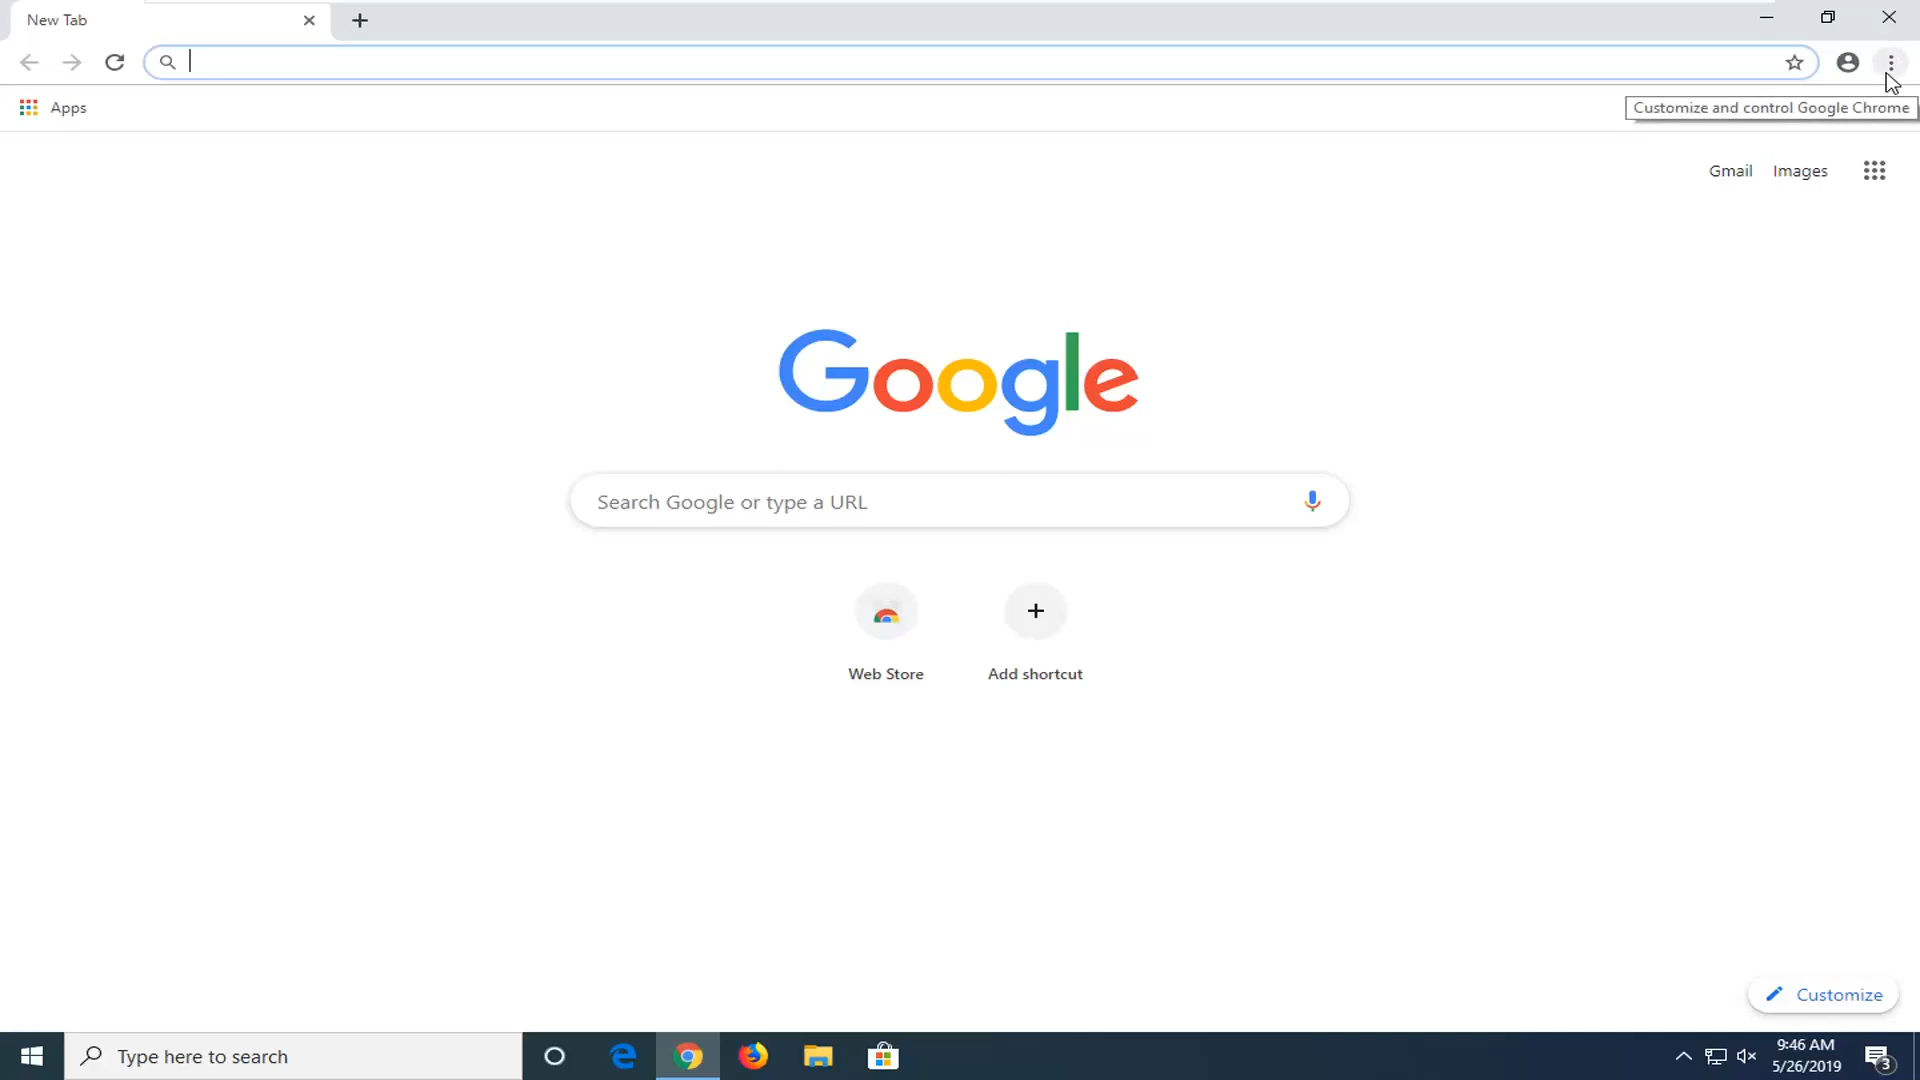 New Tab
Apps
Customize and control Google Chrome
Gmail Images
Google
Search Google or type a URL
Web Store Add shortcut
Customize
Type here to search
9:46 AM
5/26/2019
3